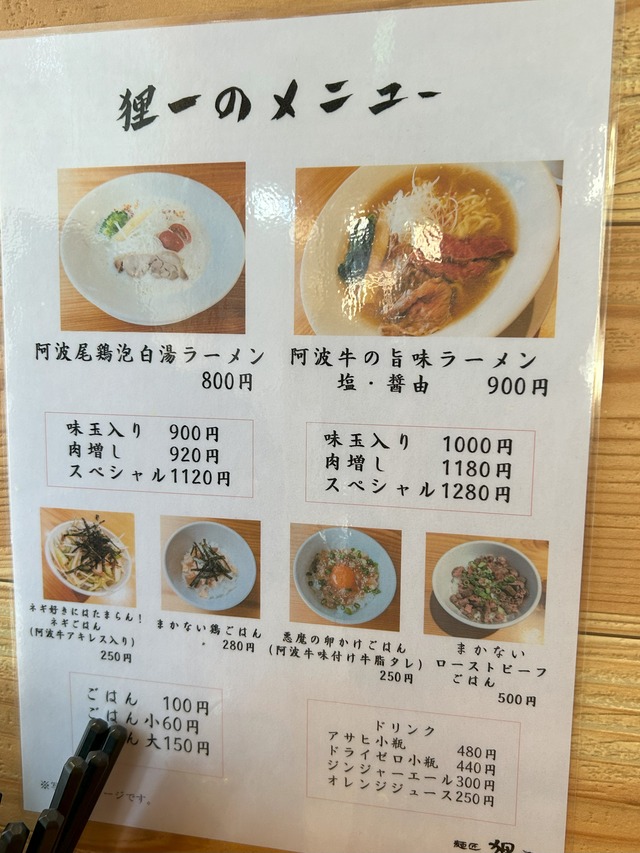 狸一のメニュー
阿波尾鶏泡白湯ラーメン
800円
味玉入り 900円
肉増し 920円
スペシャル1120円
阿波牛の旨味ラーメン
塩・醤油 900円
味玉入り 1000円
肉増し 1180円
スペシャル1280円
ネギ好きにはたまらん!
ネギごはん
(阿波牛アキレス入り)
250円
まかない鶏ごはん
280円
悪魔の卵かけごはん
(阿波牛味付け牛脂タレ)
250円
まかない
ローストビーフ
ごはん
500円
ごはん 100円
ごはん小60円
ん大150円
ドリンク
アサヒ小瓶 480円
ドライゼロ小瓶 440円
ジンジャーエール300円
オレンジジュース250円
※ ージです。
麺匠 狸